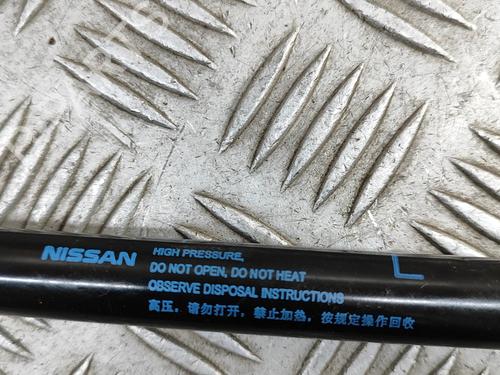 NISSAN
HIGH PRESSURE,
DO NOT OPEN, DO NOT HEAT
OBSERVE DISPOSAL INSTRUCTIONS
高压，请勿打开，禁止加热，按规定操作回收
L